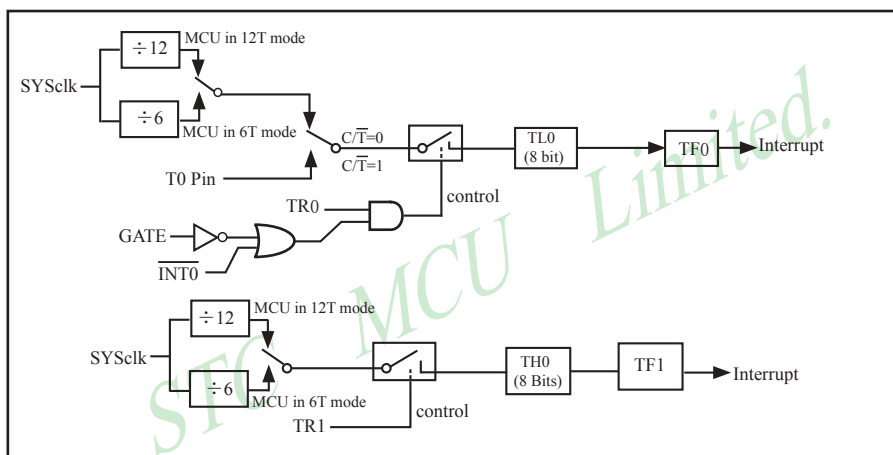 ÷12
MCU in 12T mode
SYSclk
÷6
MCU in 6T mode
C/T̅=0
C/T̅=1
T0 Pin
TL0
(8 bit)
TF0
Interrupt
control
TR0
GATE
I̅N̅T̅0̅
÷12
MCU in 12T mode
SYSclk
÷6
MCU in 6T mode
TH0
(8 Bits)
TF1
Interrupt
control
TR1
STC MCU Limited.